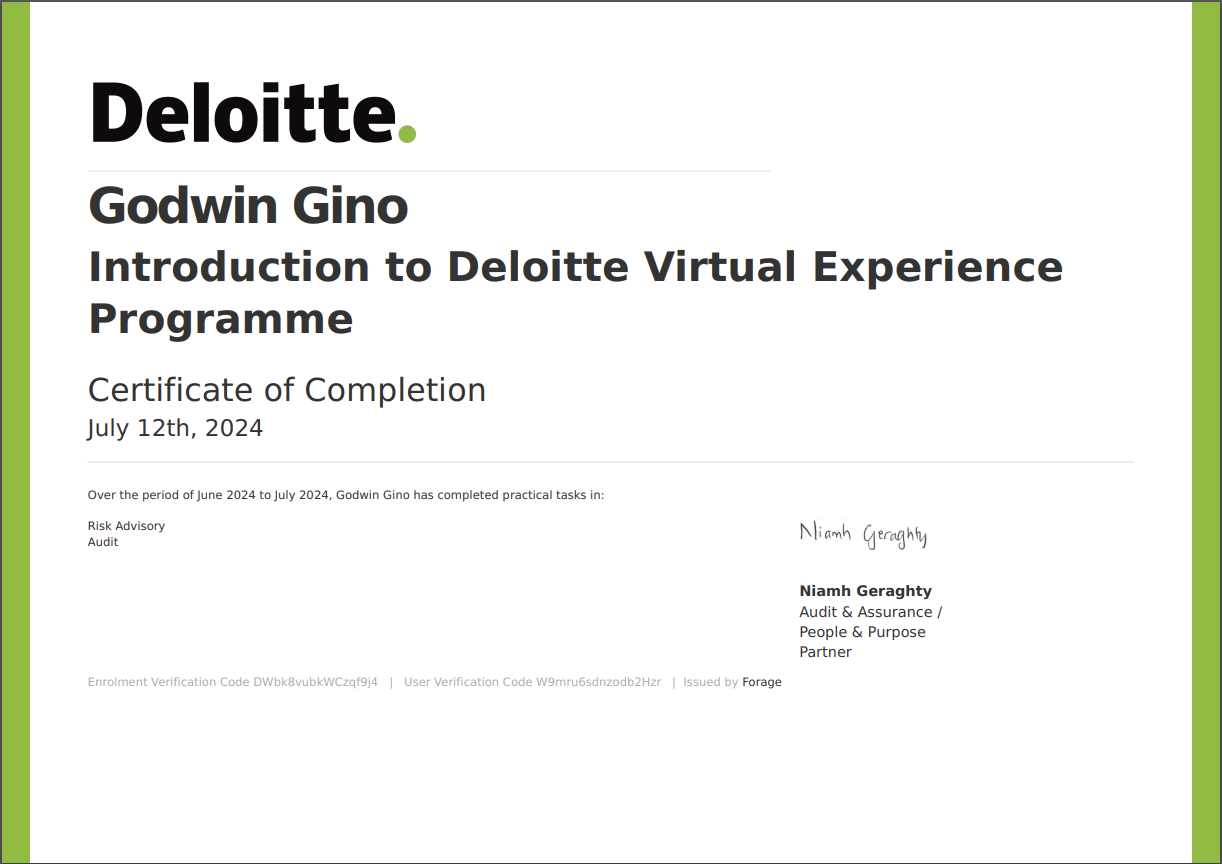 Deloitte.
Godwin Gino
Introduction to Deloitte Virtual Experience
Programme
Certificate of Completion
July 12th, 2024
Over the period of June 2024 to July 2024, Godwin Gino has completed practical tasks in:
Risk Advisory
Audit
Niamh Geraghty
Niamh Geraghty
Audit & Assurance /
People & Purpose
Partner
Enrolment Verification Code DWbk8vubkWCzqf9j4 | User Verification Code W9mru6sdnzodb2Hzr | Issued by Forage